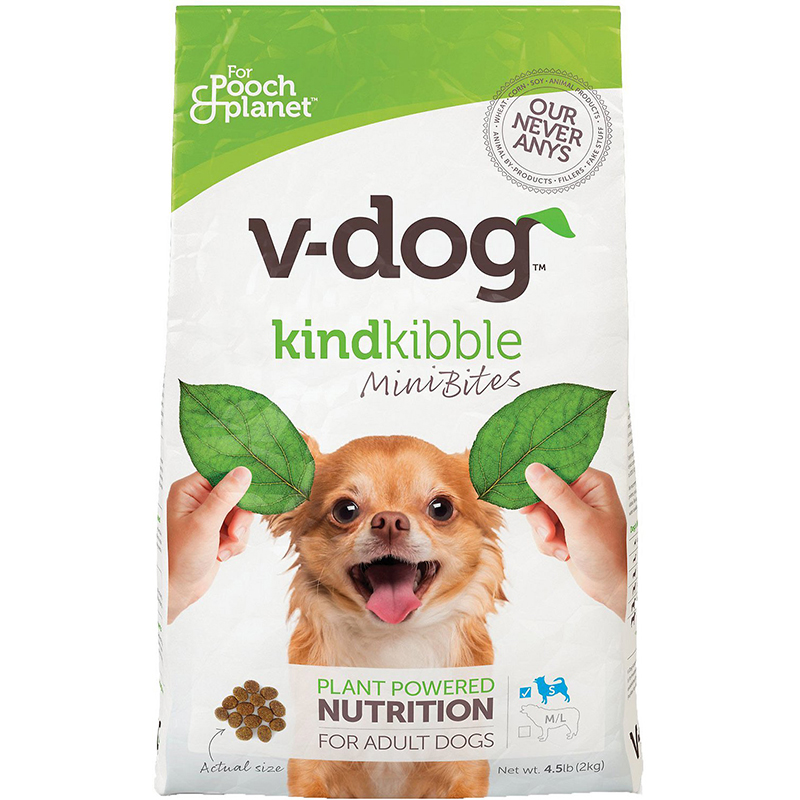 For
Pooch
&planet™
• WHEAT • CORN • SOY • ANIMAL PRODUCTS •
ANIMAL BY-PRODUCTS • FILLERS • FAKE STUFF
OUR
NEVER
ANYS
v-dog™
kindkibble
MiniBites
PLANT POWERED
NUTRITION
FOR ADULT DOGS
S
M/L
Actual size
Net wt. 4.5lb (2kg)